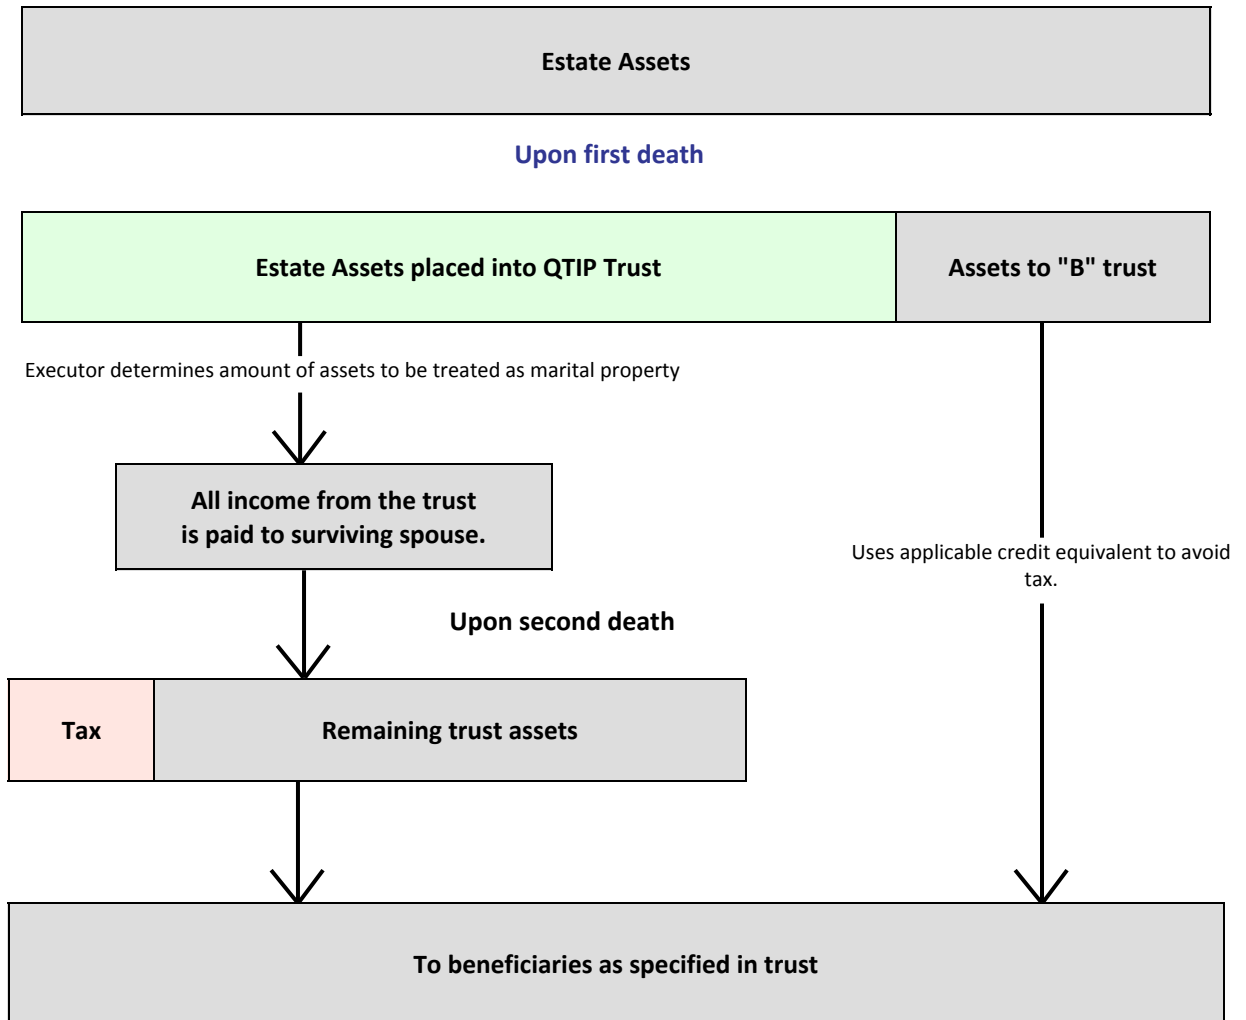 Estate Assets
Upon first death
Estate Assets placed into QTIP Trust
Assets to "B" trust
Executor determines amount of assets to be treated as marital property
All income from the trust
is paid to surviving spouse.
Uses applicable credit equivalent to avoid
tax.
Upon second death
Tax
Remaining trust assets
To beneficiaries as specified in trust